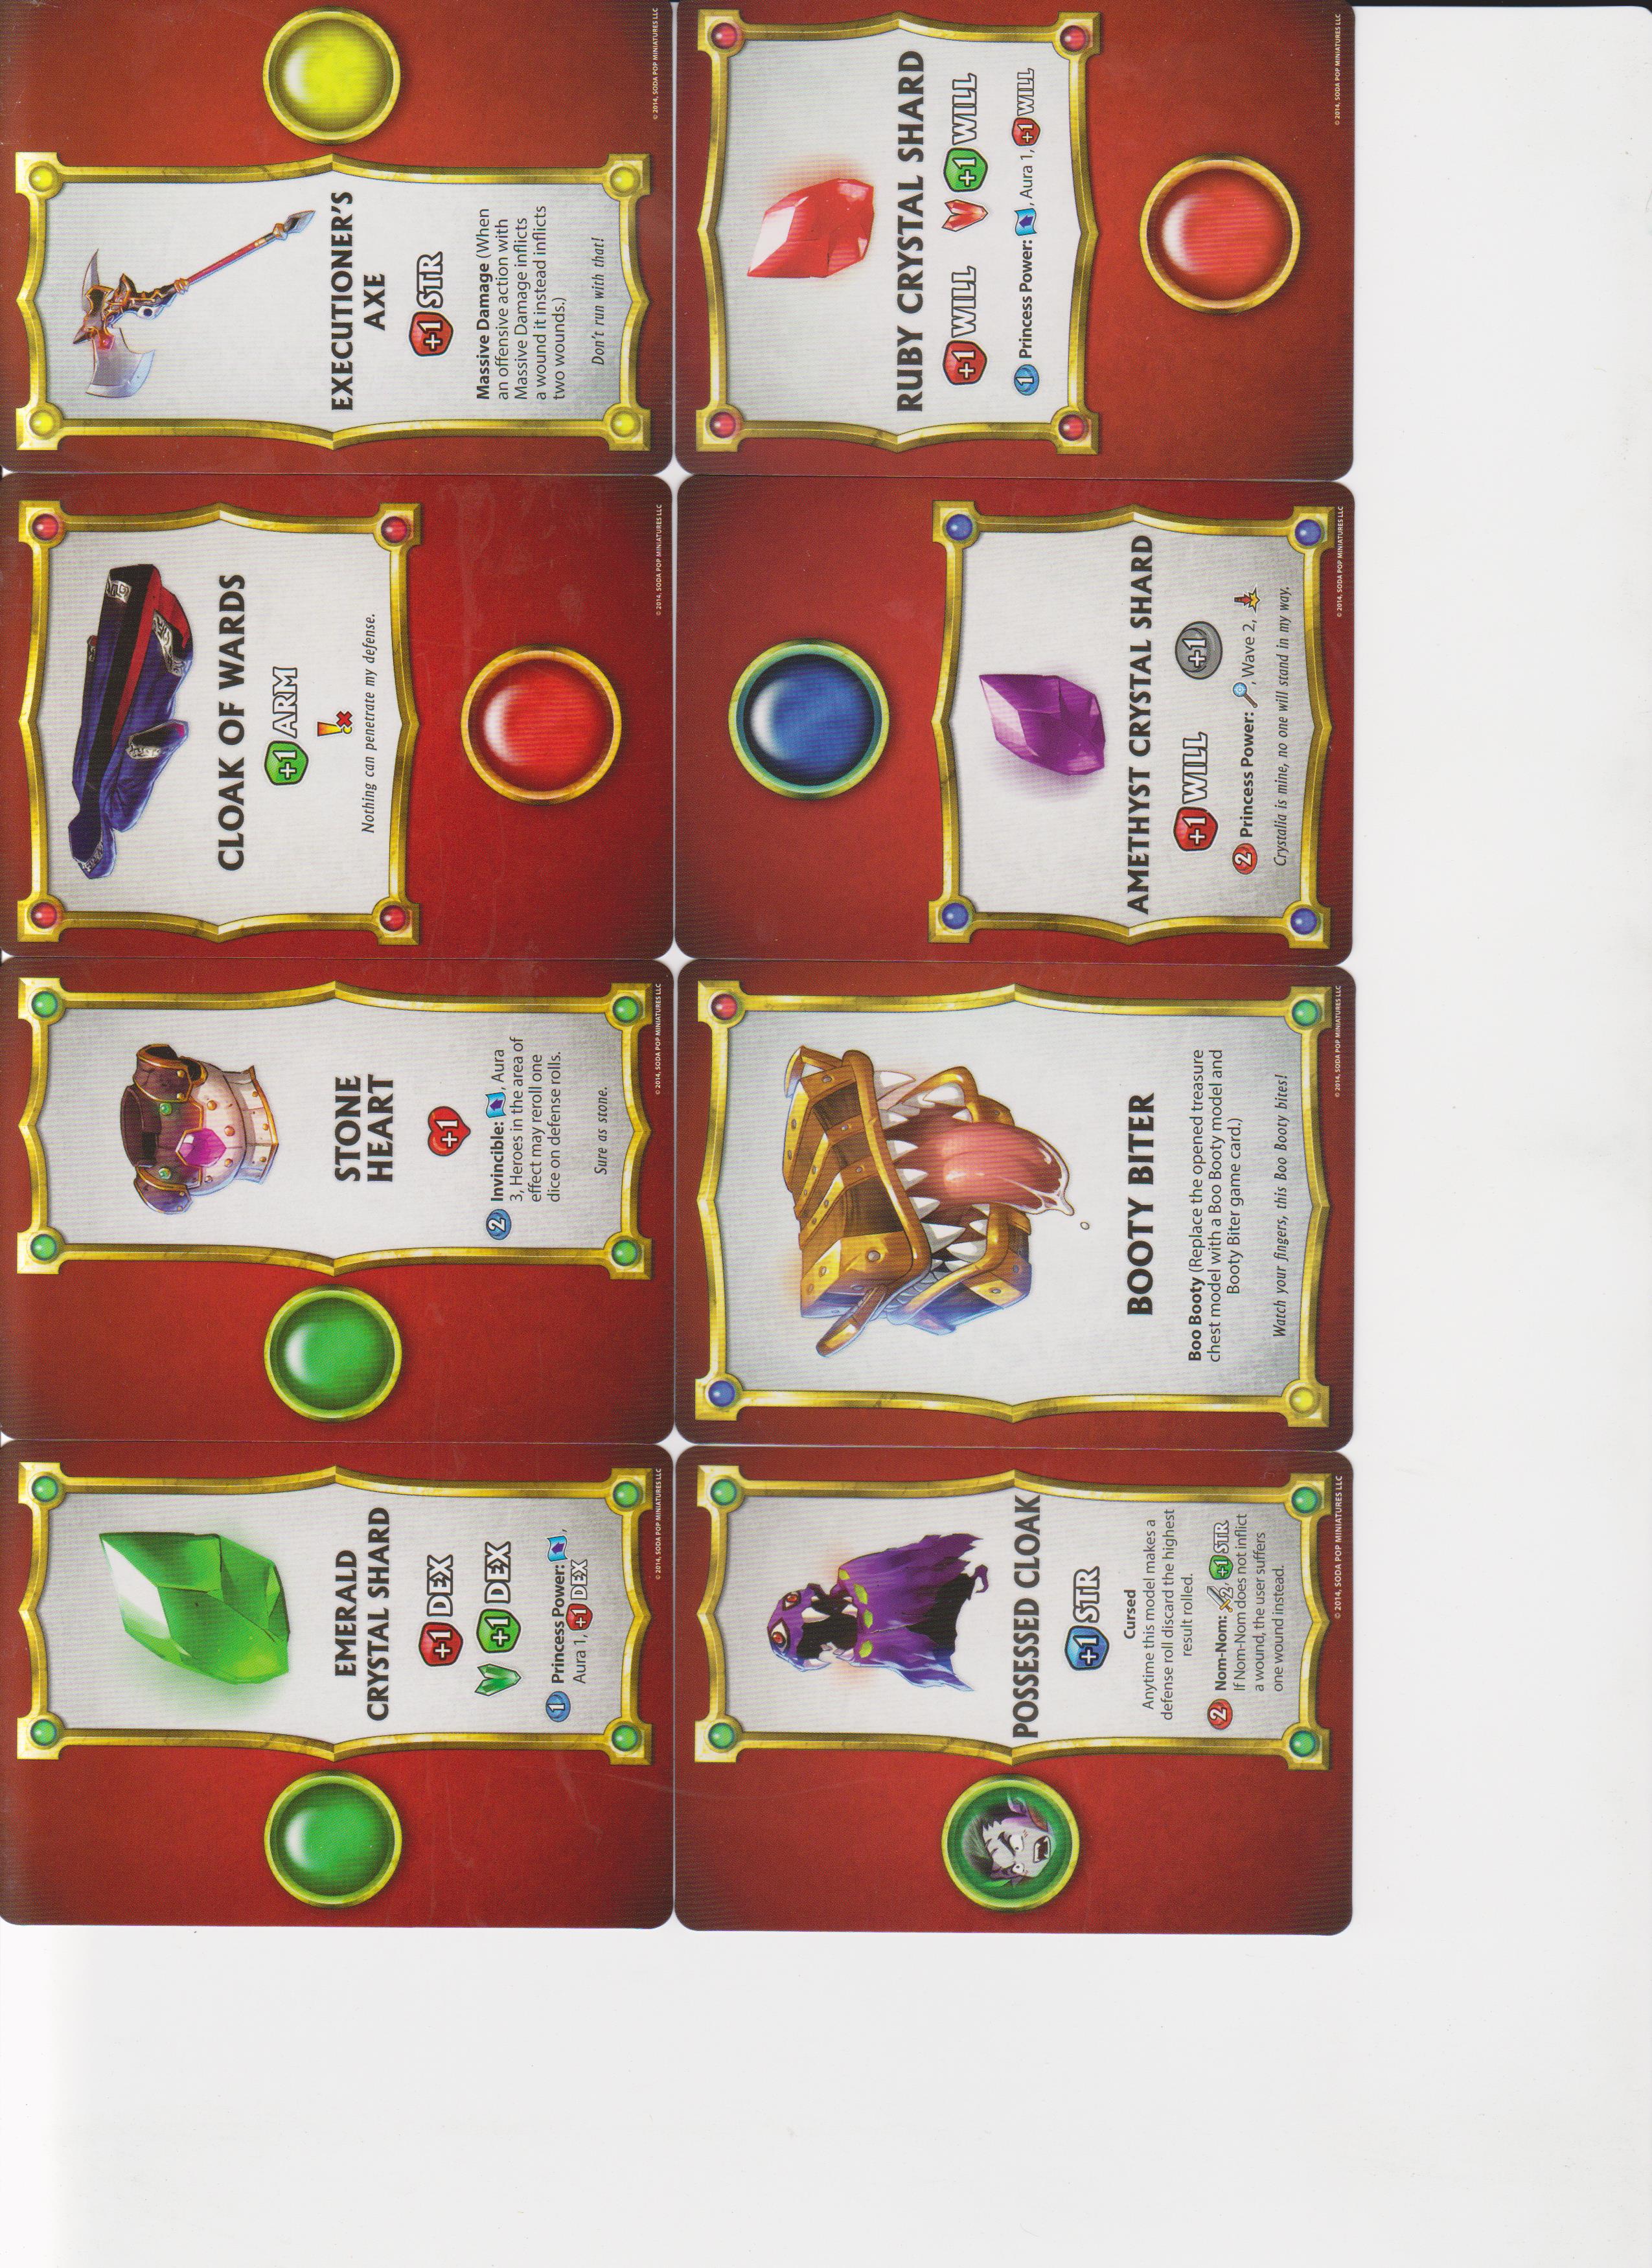 EMERALD
CRYSTAL SHARD
+1 DEX
+1 DEX
1 Princess Power: ,
Aura 1, +1 DEX
© 2014, SODA POP MINIATURES LLC
STONE
HEART
+1
2 Invincible: , Aura
3, Heroes in the area of
effect may reroll one
dice on defense rolls.
Sure as stone.
© 2014, SODA POP MINIATURES LLC
CLOAK OF WARDS
+1 ARM
Nothing can penetrate my defense.
© 2014, SODA POP MINIATURES LLC
EXECUTIONER'S
AXE
+1 STR
Massive Damage (When
an offensive action with
Massive Damage inflicts
a wound it instead inflicts
two wounds.)
Don't run with that!
© 2014, SODA POP MINIATURES LLC
POSSESSED CLOAK
+1 STR
Cursed
Anytime this model makes a
defense roll discard the highest
result rolled.
2 Nom-Nom: 2, +1 STR
If Nom-Nom does not inflict
a wound, the user suffers
one wound instead.
© 2014, SODA POP MINIATURES LLC
BOOTY BITER
Boo Booty (Replace the opened treasure
chest model with a Boo Booty model and
Booty Biter game card.)
Watch your fingers, this Boo Booty bites!
© 2014, SODA POP MINIATURES LLC
AMETHYST CRYSTAL SHARD
+1 WILL +1
2 Princess Power: , Wave 2,
Crystalia is mine, no one will stand in my way.
© 2014, SODA POP MINIATURES LLC
RUBY CRYSTAL SHARD
+1 WILL +1 WILL
1 Princess Power: , Aura 1, +1 WILL
© 2014, SODA POP MINIATURES LLC